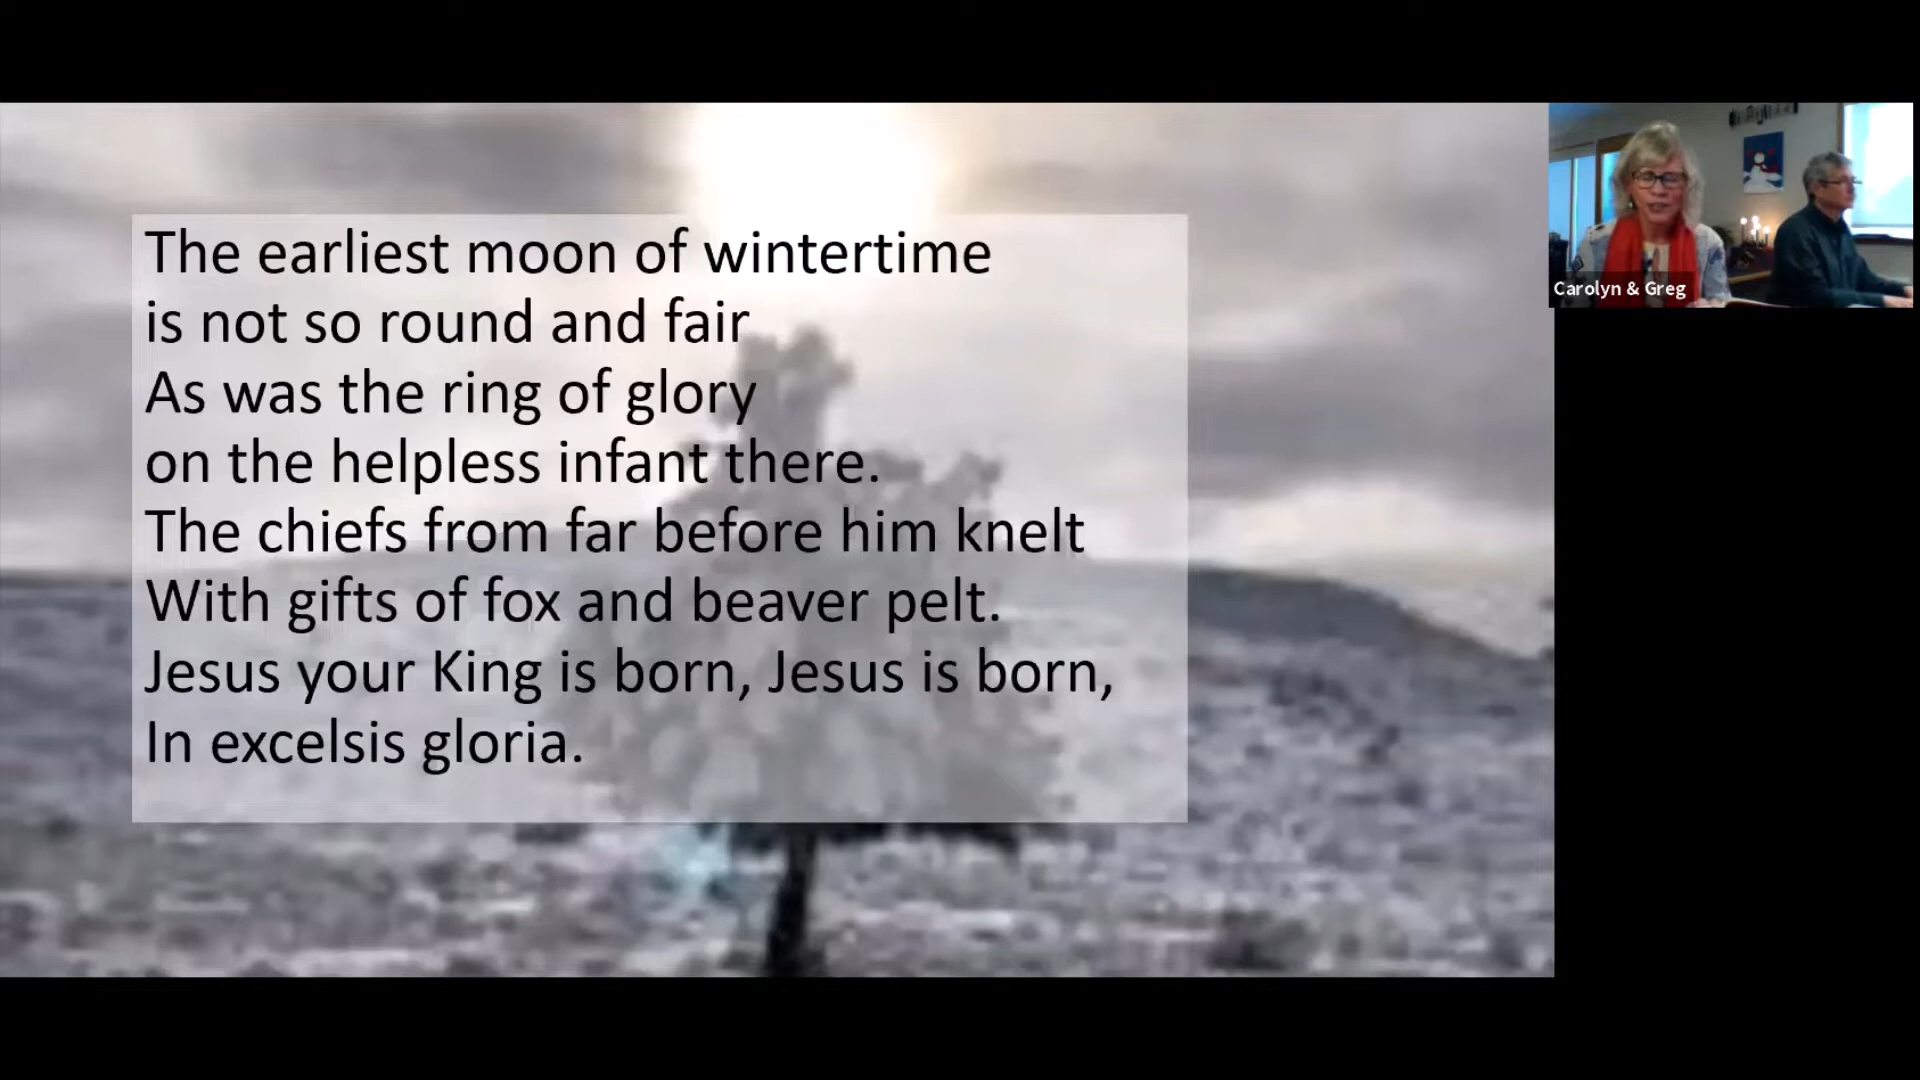 The earliest moon of wintertime
is not so round and fair
As was the ring of glory
on the helpless infant there.
The chiefs from far before him knelt
With gifts of fox and beaver pelt.
Jesus your King is born, Jesus is born,
In excelsis gloria.
Carolyn & Greg